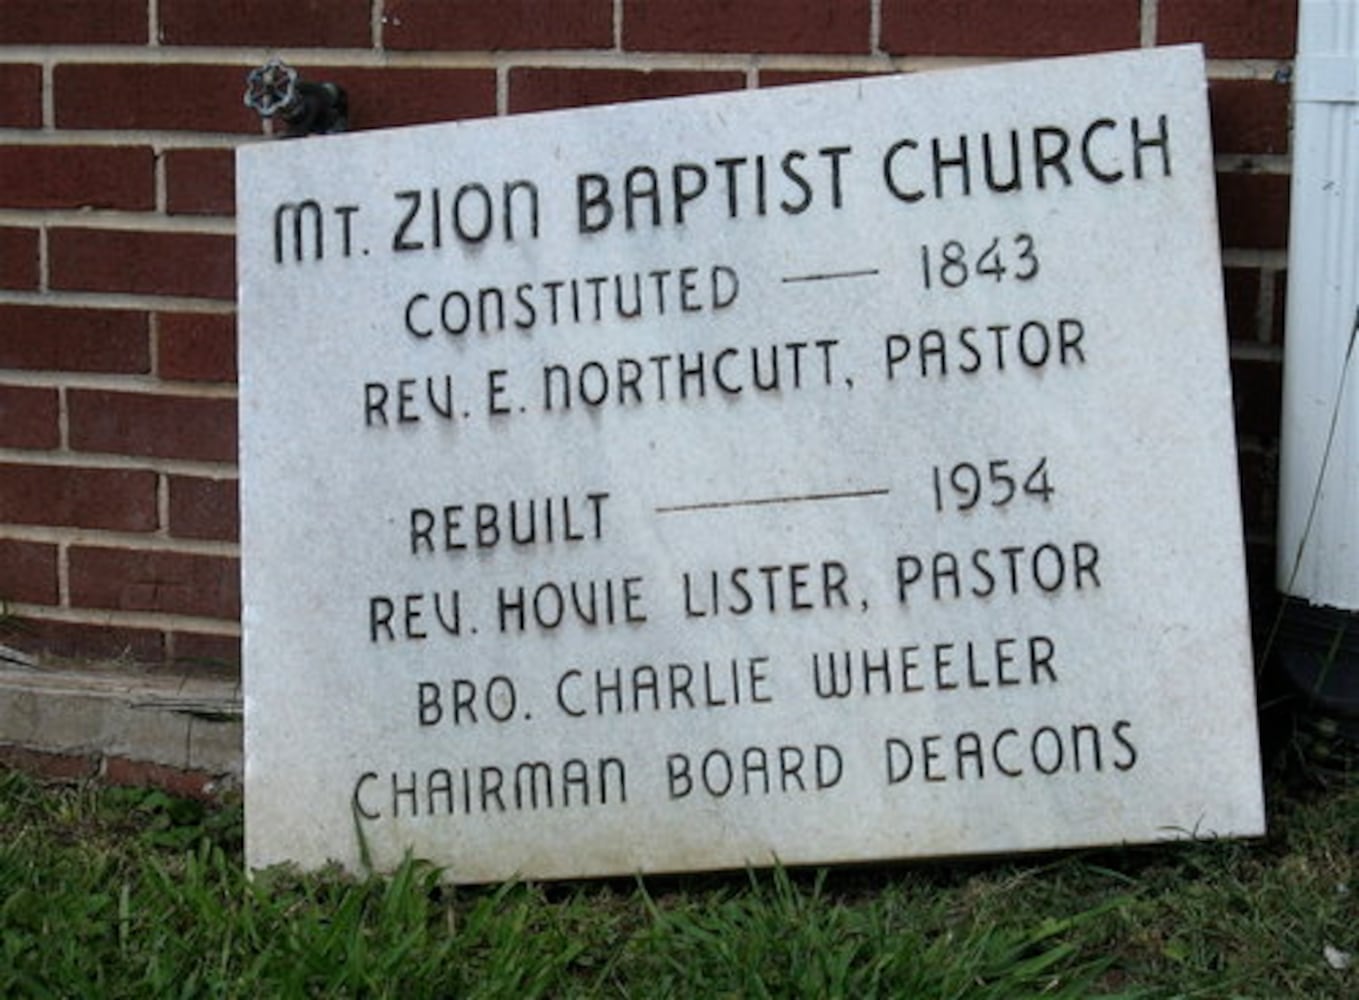 MT. ZION BAPTIST CHURCH
CONSTITUTED — 1843
REV. E. NORTHCUTT, PASTOR
REBUILT — 1954
REV. HOVIE LISTER, PASTOR
BRO. CHARLIE WHEELER
CHAIRMAN BOARD DEACONS